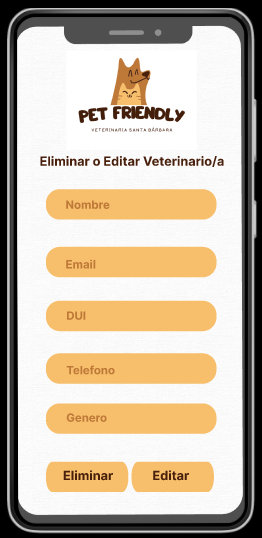 PET FRIENDLY
VETERINARIA SANTA BÁRBARA
Eliminar o Editar Veterinario/a
Nombre
Email
DUI
Telefono
Genero
Eliminar Editar